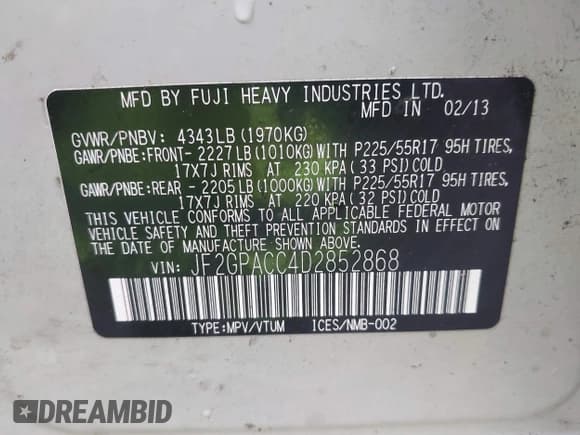 MFD BY FUJI HEAVY INDUSTRIES LTD.
MFD IN 02/13
GVWR/PNBV: 4343LB(1970KG)
GAWR/PNBE:FRONT- 2227LB(1010KG)WITH P225/55R17 95H TIRES,
17X7J RIMS AT 230 KPA(33 PSI)COLD
GAWR/PNBE:REAR - 2205LB(1000KG)WITH P225/55R17 95H TIRES,
17X7J RIMS AT 220 KPA(32 PSI)COLD
THIS VEHICLE CONFORMS TO ALL APPLICABLE FEDERAL MOTOR
VEHICLE SAFETY AND THEFT PREVENTION STANDARDS IN EFFECT ON
THE DATE OF MANUFACTURE SHOWN ABOVE.
VIN: JF2GPACC4D2852868
TYPE:MPV/VTUM ICES/NMB-002
DREAMBID